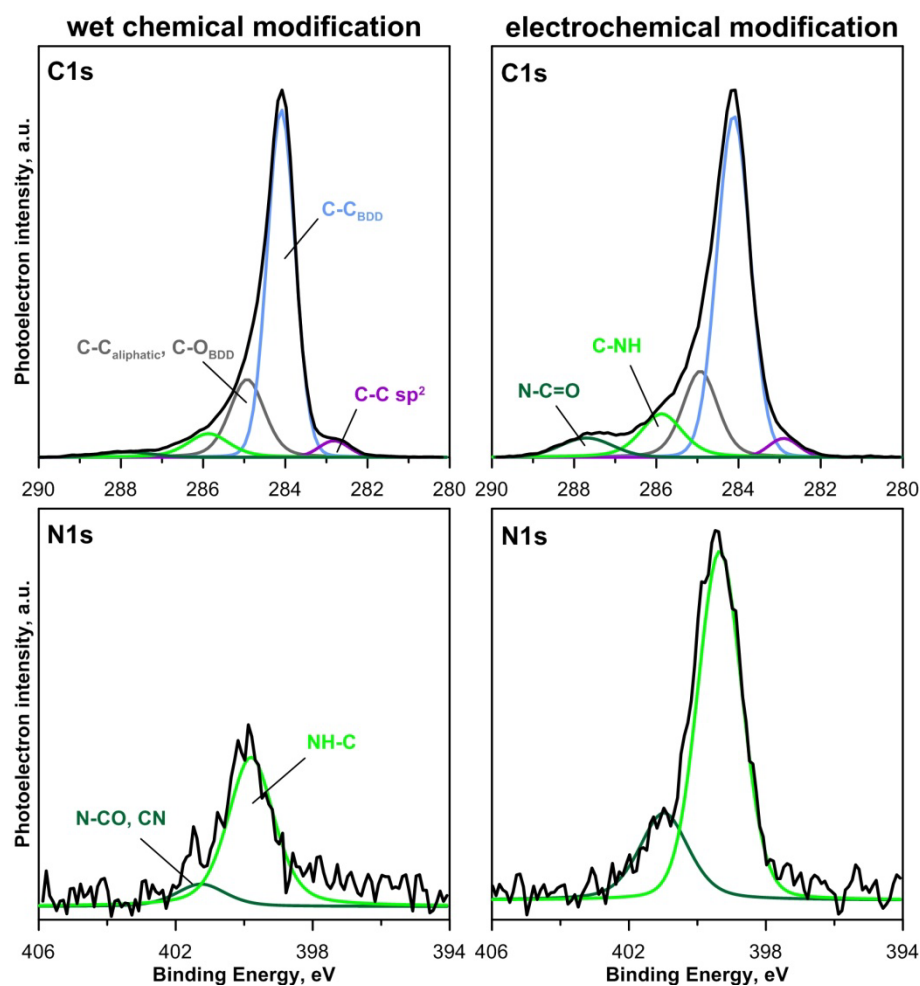 wet chemical modification
electrochemical modification
C1s
C-C_BDD
C-C_aliphatic, C-O_BDD
C-C sp²
Photoelectron intensity, a.u.
290 288 286 284 282 280
C1s
C-NH
N-C=O
290 288 286 284 282 280
N1s
NH-C
N-CO, CN
Photoelectron intensity, a.u.
406 402 398 394
Binding Energy, eV
N1s
406 402 398 394
Binding Energy, eV